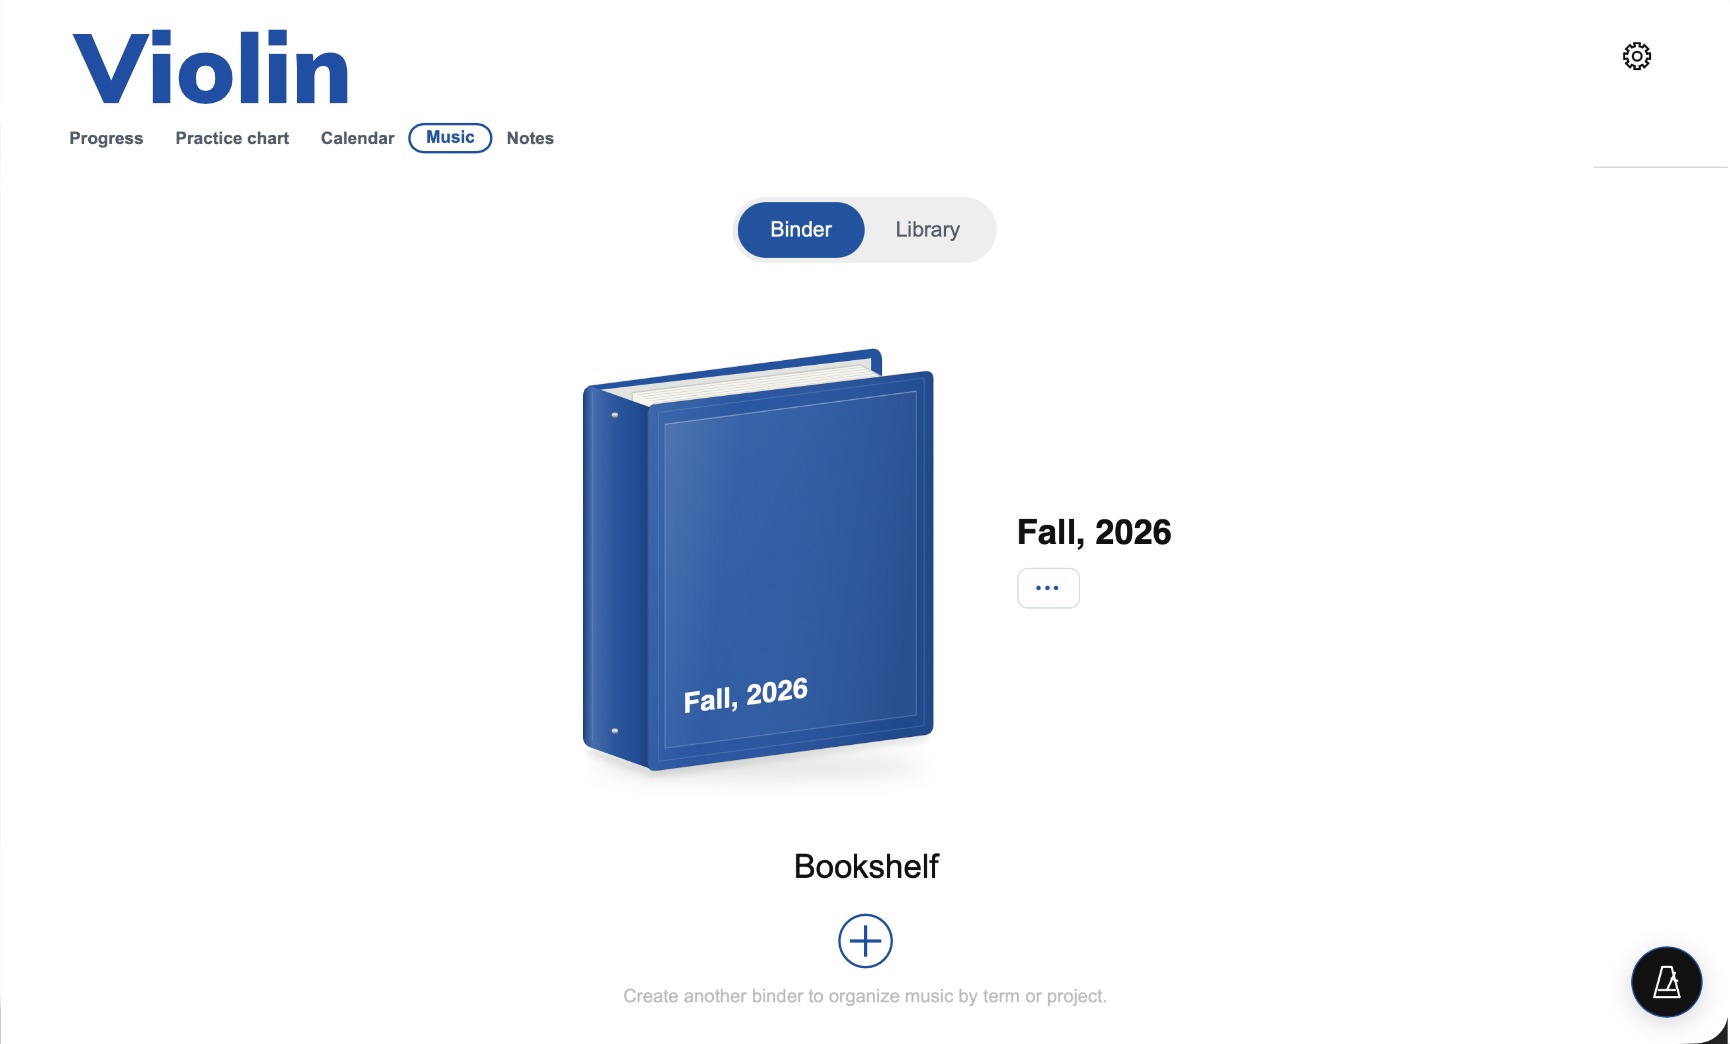 Violin
Progress Practice chart Calendar Music Notes
Binder Library
Fall, 2026
Fall, 2026
Bookshelf
Create another binder to organize music by term or project.